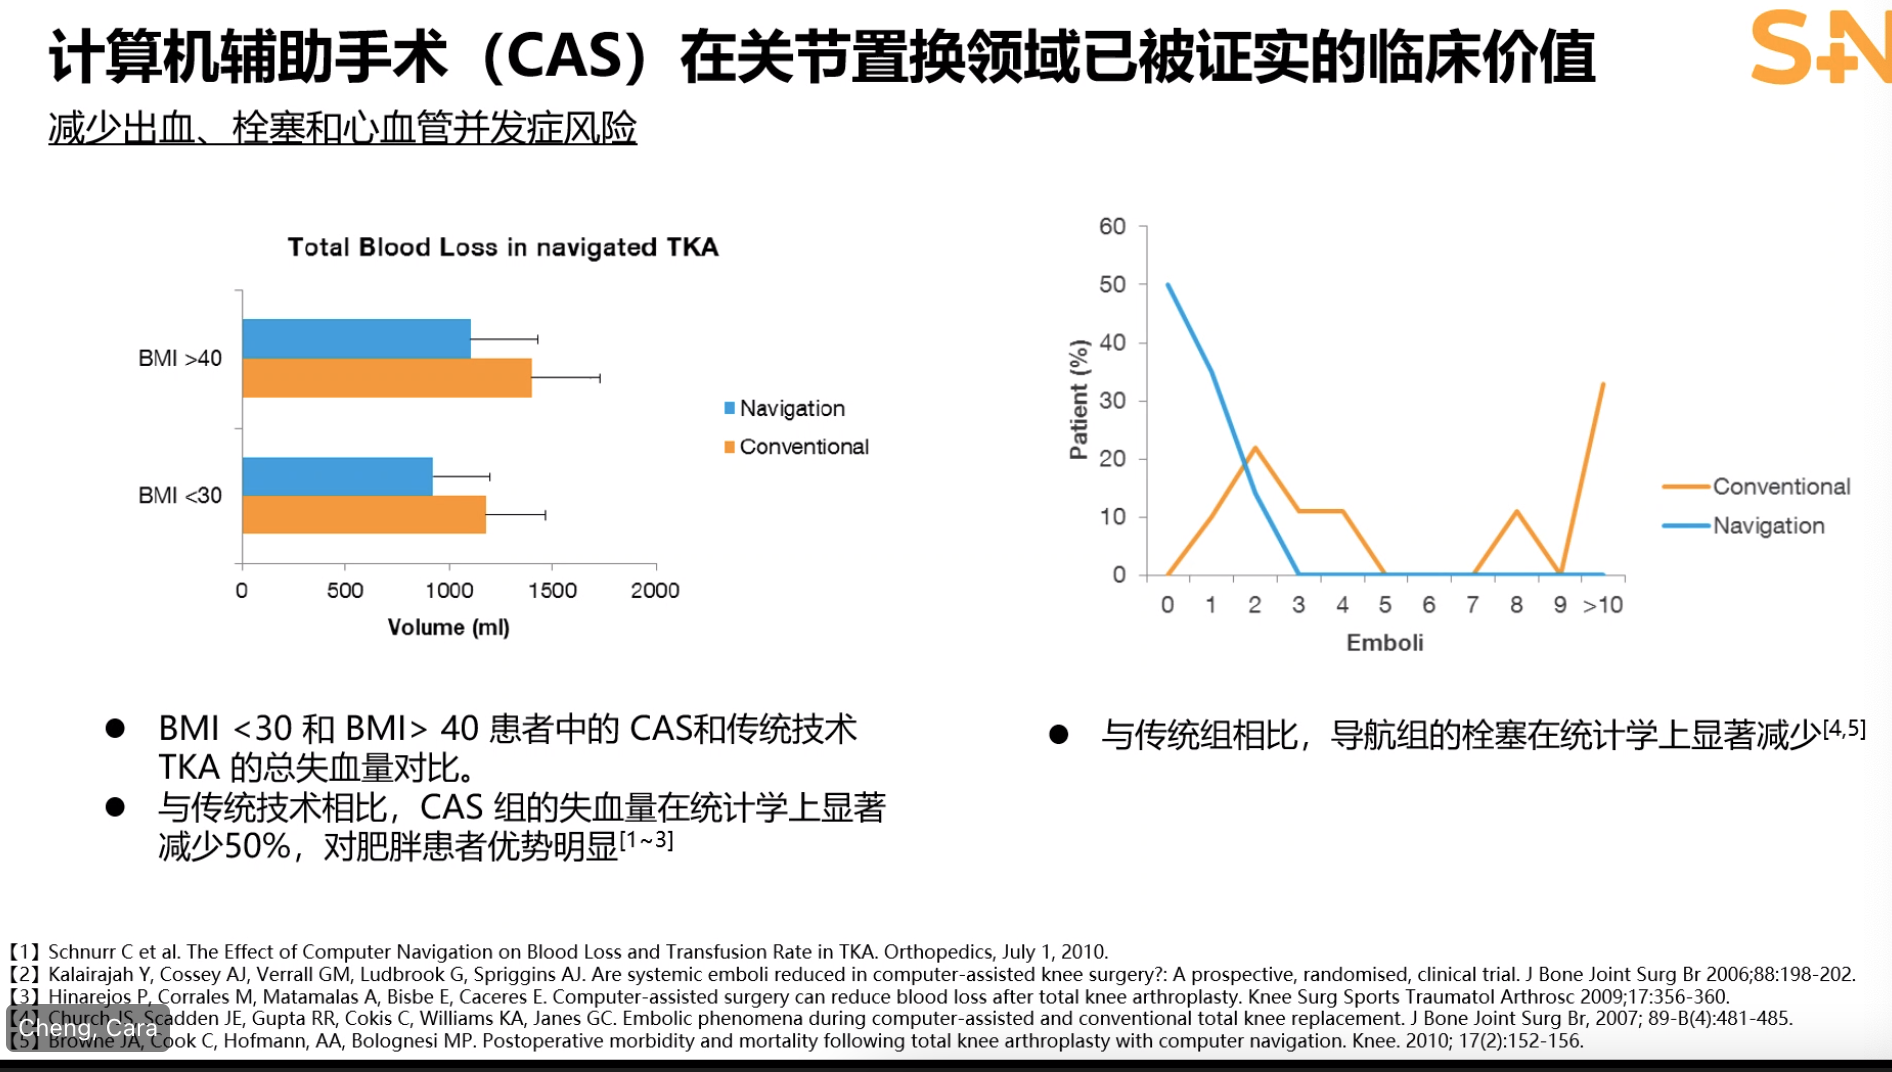 计算机辅助手术（CAS）在关节置换领域已被证实的临床价值
S+N
减少出血、栓塞和心血管并发症风险
Total Blood Loss in navigated TKA
BMI >40
BMI <30
0 500 1000 1500 2000
Volume (ml)
Navigation
Conventional
60
50
40
30
20
10
0
Patient (%)
0 1 2 3 4 5 6 7 8 9 >10
Emboli
Conventional
Navigation
● BMI <30 和 BMI> 40 患者中的 CAS和传统技术
TKA 的总失血量对比。
● 与传统技术相比，CAS 组的失血量在统计学上显著
减少50%，对肥胖患者优势明显[1~3]
● 与传统组相比，导航组的栓塞在统计学上显著减少[4,5]
【1】Schnurr C et al. The Effect of Computer Navigation on Blood Loss and Transfusion Rate in TKA. Orthopedics, July 1, 2010.
【2】Kalairajah Y, Cossey AJ, Verrall GM, Ludbrook G, Spriggins AJ. Are systemic emboli reduced in computer-assisted knee surgery?: A prospective, randomised, clinical trial. J Bone Joint Surg Br 2006;88:198-202.
【3】Hinarejos P, Corrales M, Matamalas A, Bisbe E, Caceres E. Computer-assisted surgery can reduce blood loss after total knee arthroplasty. Knee Surg Sports Traumatol Arthrosc 2009;17:356-360.
【4】Church JS, Scadden JE, Gupta RR, Cokis C, Williams KA, Janes GC. Embolic phenomena during computer-assisted and conventional total knee replacement. J Bone Joint Surg Br, 2007; 89-B(4):481-485.
Cheng, Cara
【5】Browne JA, Cook C, Hofmann, AA, Bolognesi MP. Postoperative morbidity and mortality following total knee arthroplasty with computer navigation. Knee. 2010; 17(2):152-156.